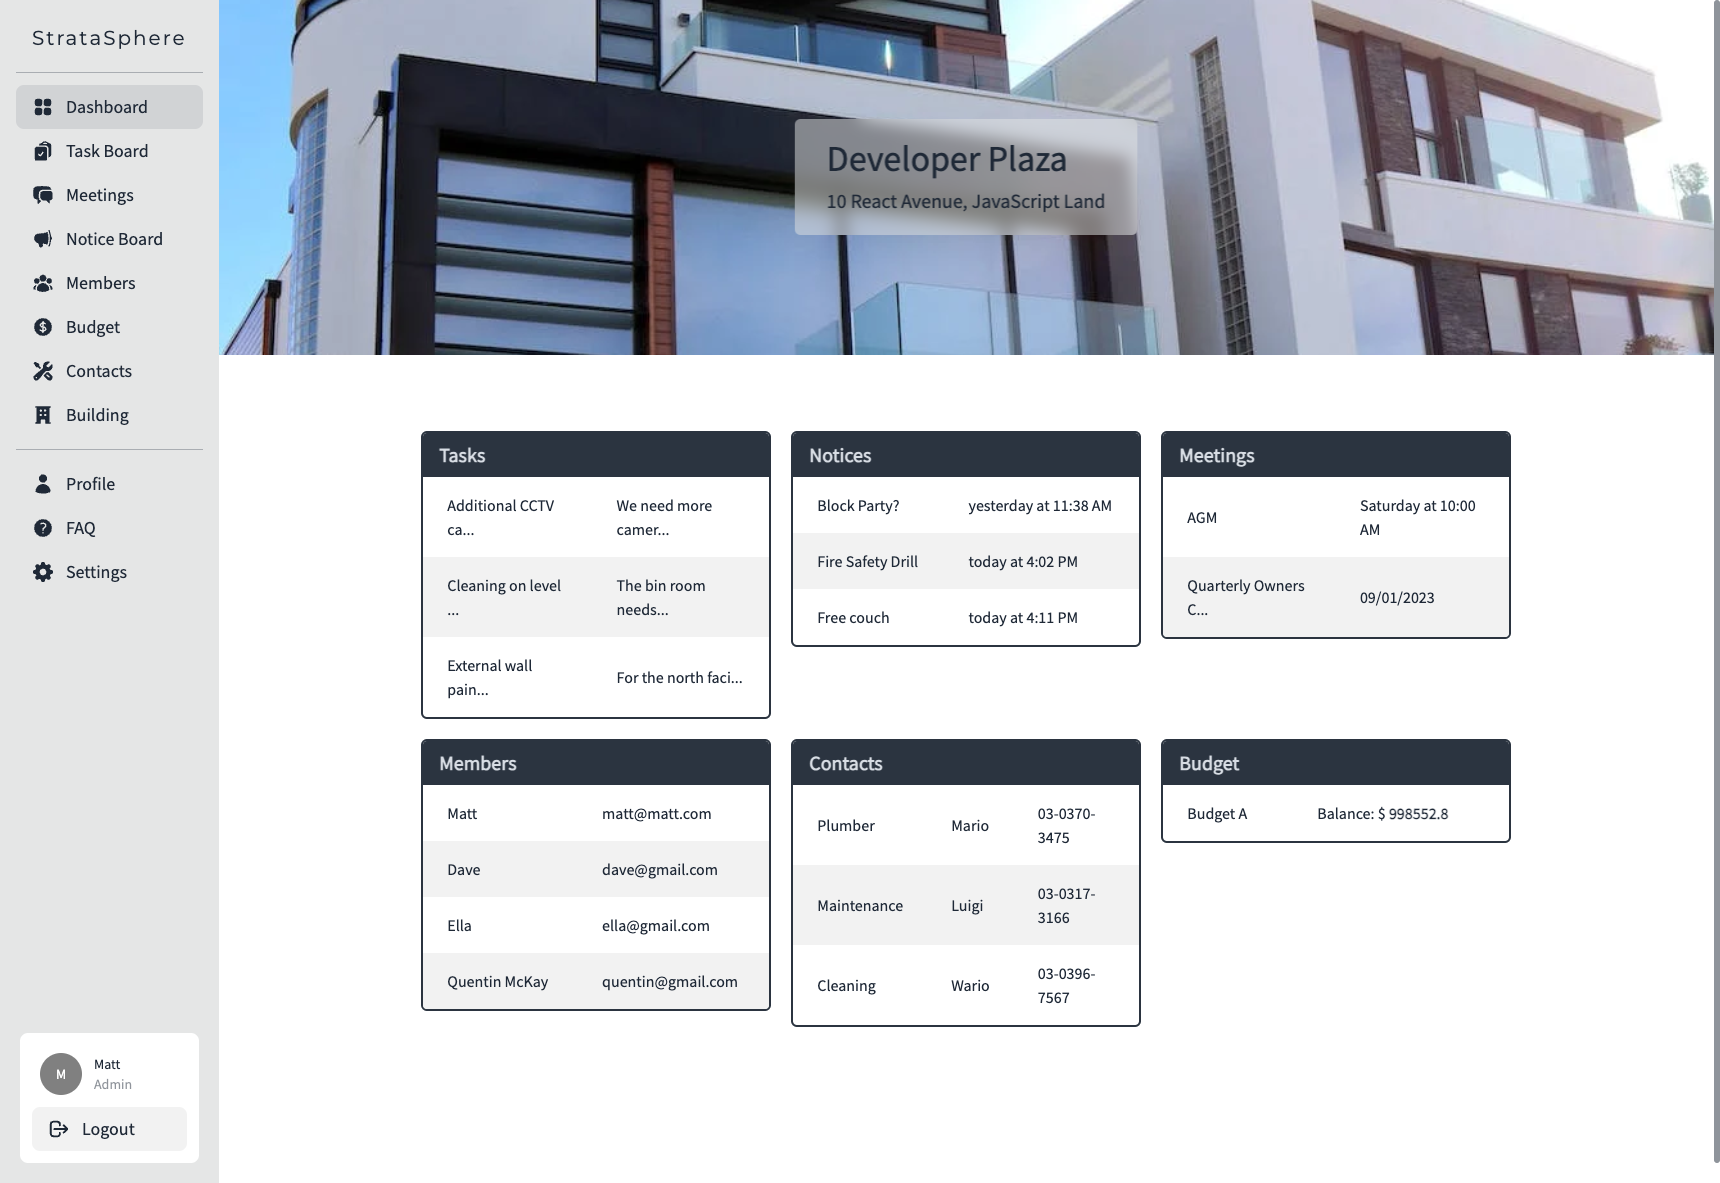 StrataSphere
Dashboard
Task Board
Meetings
Notice Board
Members
Budget
Contacts
Building
Profile
FAQ
Settings
M
Matt
Admin
Logout
Developer Plaza
10 React Avenue, JavaScript Land
Tasks
Additional CCTV
ca...
We need more
camer...
Cleaning on level
...
The bin room
needs...
External wall
pain...
For the north faci...
Notices
Block Party?
yesterday at 11:38 AM
Fire Safety Drill
today at 4:02 PM
Free couch
today at 4:11 PM
Meetings
AGM
Saturday at 10:00
AM
Quarterly Owners
C...
09/01/2023
Members
Matt
matt@matt.com
Dave
dave@gmail.com
Ella
ella@gmail.com
Quentin McKay
quentin@gmail.com
Contacts
Plumber
Mario
03-0370-
3475
Maintenance
Luigi
03-0317-
3166
Cleaning
Wario
03-0396-
7567
Budget
Budget A
Balance: $ 998552.8